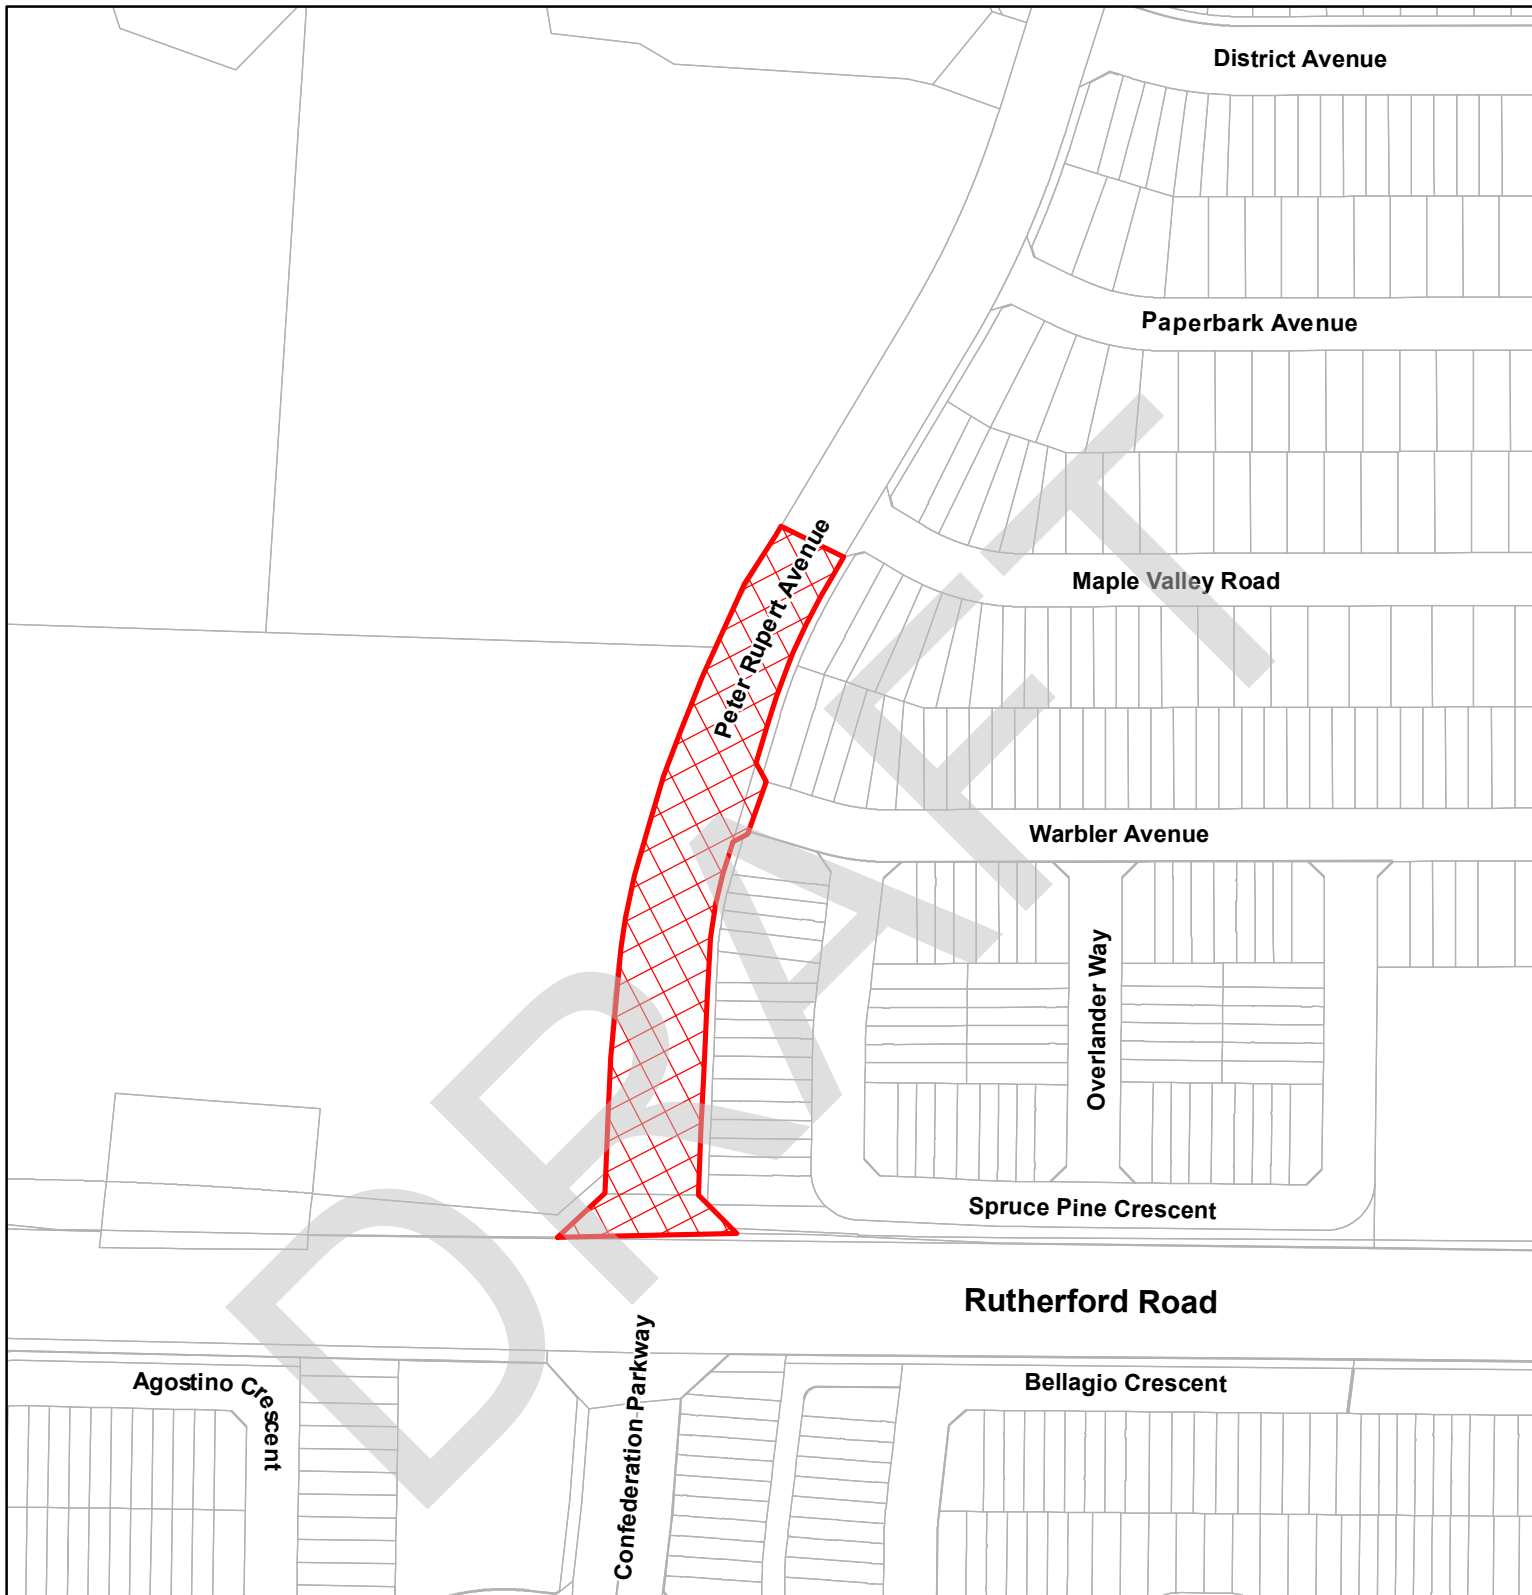 District Avenue
Paperbark Avenue
Peter Rupert Avenue
Maple Valley Road
Warbler Avenue
Overlander Way
Spruce Pine Crescent
Rutherford Road
Confederation Parkway
Agostino Crescent
Bellagio Crescent
DRAFT